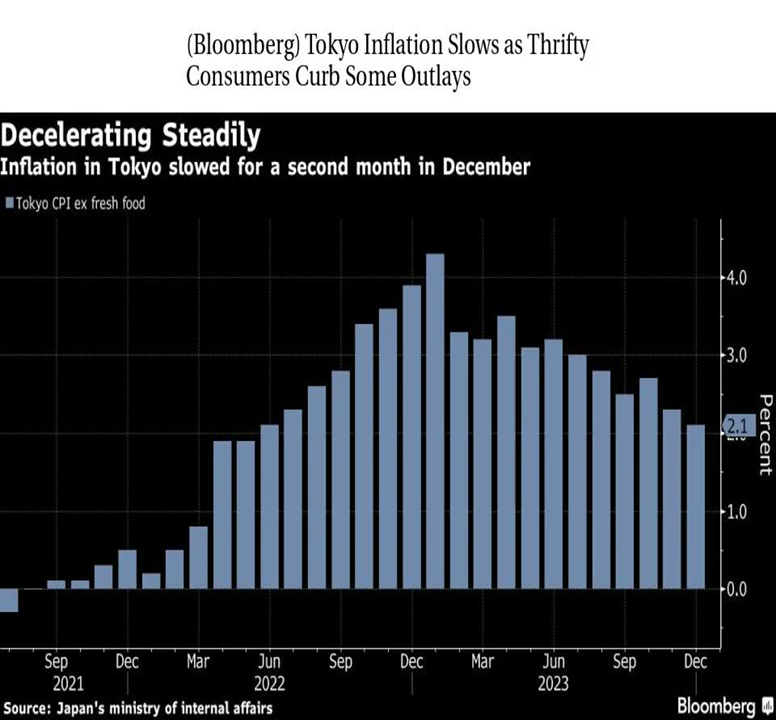 (Bloomberg) Tokyo Inflation Slows as Thrifty
Consumers Curb Some Outlays
Decelerating Steadily
Inflation in Tokyo slowed for a second month in December
Tokyo CPI ex fresh food
4.0
3.0
2.1
2.0
1.0
0.0
Percent
Sep Dec Mar Jun Sep Dec Mar Jun Sep Dec
2021 2022 2023
Source: Japan's ministry of internal affairs
Bloomberg